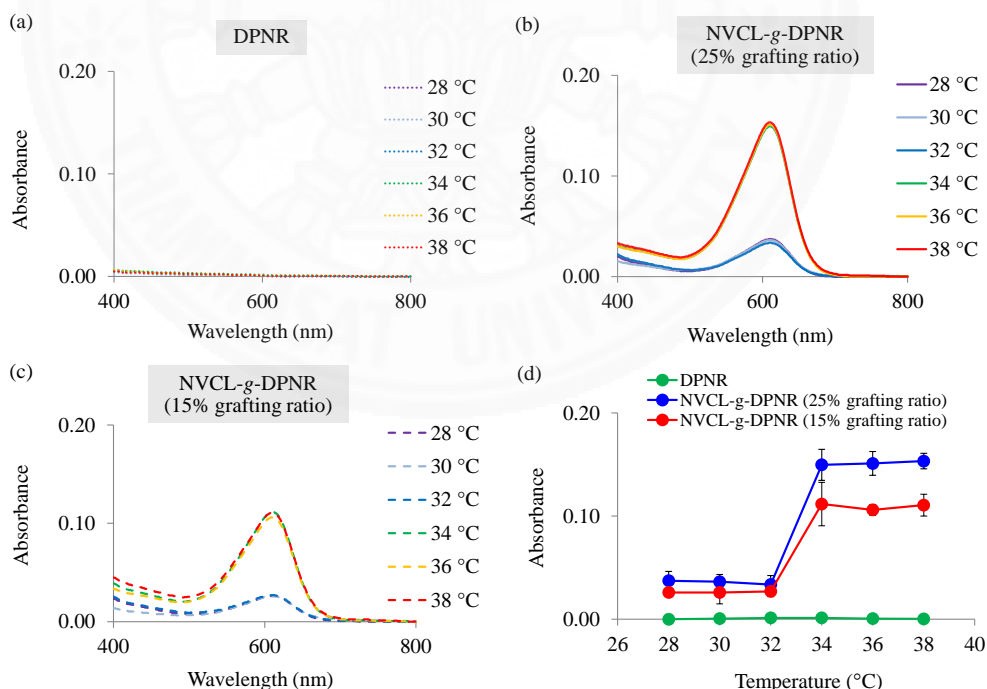 (a)
DPNR
0.20
0.10
0.00
Absorbance
400
600
800
Wavelength (nm)
28 °C
30 °C
32 °C
34 °C
36 °C
38 °C
(b)
NVCL-g-DPNR
(25% grafting ratio)
0.20
0.10
0.00
Absorbance
400
600
800
Wavelength (nm)
28 °C
30 °C
32 °C
34 °C
36 °C
38 °C
(c)
NVCL-g-DPNR
(15% grafting ratio)
0.20
0.10
0.00
Absorbance
400
600
800
Wavelength (nm)
28 °C
30 °C
32 °C
34 °C
36 °C
38 °C
(d)
DPNR
NVCL-g-DPNR (25% grafting ratio)
NVCL-g-DPNR (15% grafting ratio)
0.20
0.10
0.00
Absorbance
26
28
30
32
34
36
38
40
Temperature (°C)